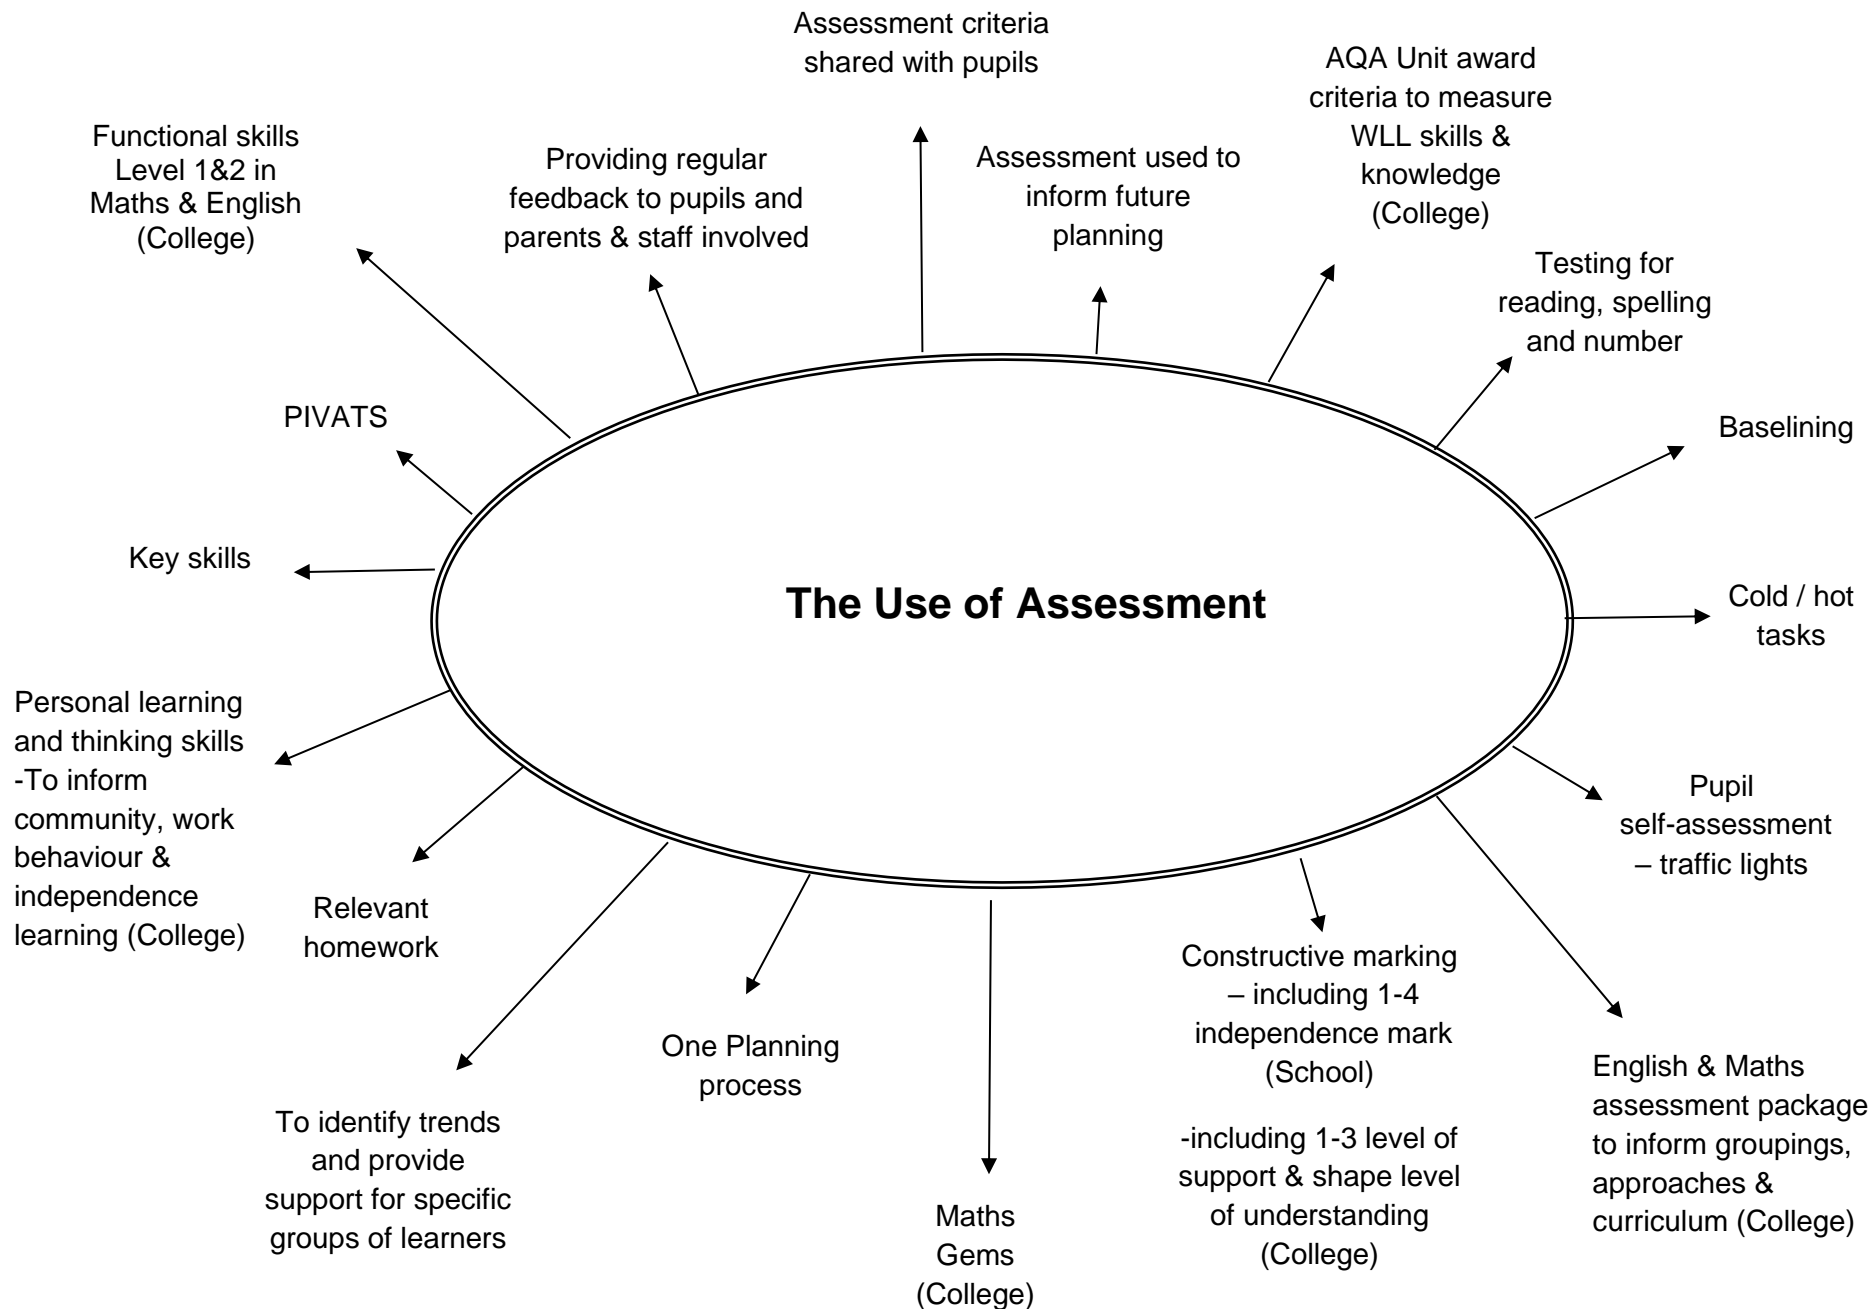 Assessment criteria
shared with pupils
AQA Unit award
criteria to measure
WLL skills &
knowledge
(College)
Functional skills
Level 1&2 in
Maths & English
(College)
Providing regular
feedback to pupils and
parents & staff involved
Assessment used to
inform future
planning
Testing for
reading, spelling
and number
PIVATS
Baselining
Key skills
The Use of Assessment
Cold / hot
tasks
Personal learning
and thinking skills
-To inform
community, work
behaviour &
independence
learning (College)
Pupil
self-assessment
– traffic lights
Relevant
homework
Constructive marking
– including 1-4
independence mark
(School)
-including 1-3 level of
support & shape level
of understanding
(College)
One Planning
process
English & Maths
assessment package
to inform groupings,
approaches &
curriculum (College)
To identify trends
and provide
support for specific
groups of learners
Maths
Gems
(College)